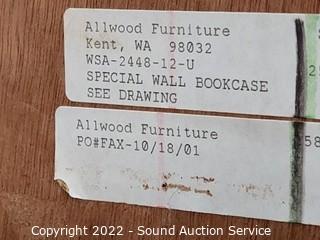 Allwood Furniture
Kent, WA 98032
WSA-2448-12-U
SPECIAL WALL BOOKCASE
SEE DRAWING
Allwood Furniture
PO#FAX-10/18/01
58
Copyright 2022 - Sound Auction Service